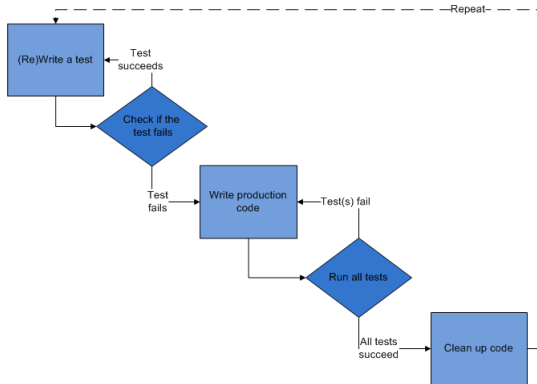 Repeat
(Re)Write a test
Test
succeeds
Check if the
test fails
Test
fails
Write production
code
Test(s) fail
Run all tests
All tests
succeed
Clean up code